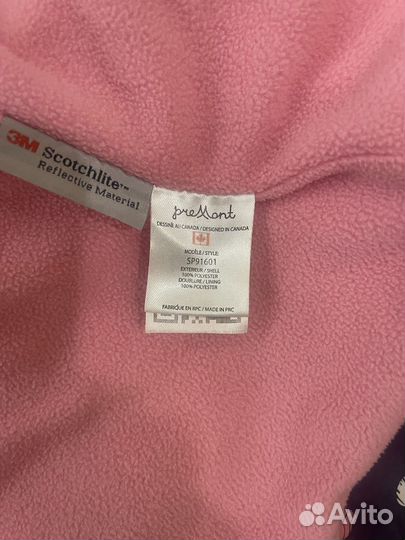 3M Scotchlite™
Reflective Material
preMont
DESSINÉ AU CANADA / DESIGNED IN CANADA
MODÈLE / STYLE:
SP91601
EXTERIEUR / SHELL
100% POLYESTER
DOUBLURE / LINING
100% POLYESTER
FABRIQUÉ EN RPC / MADE IN PRC
Avito